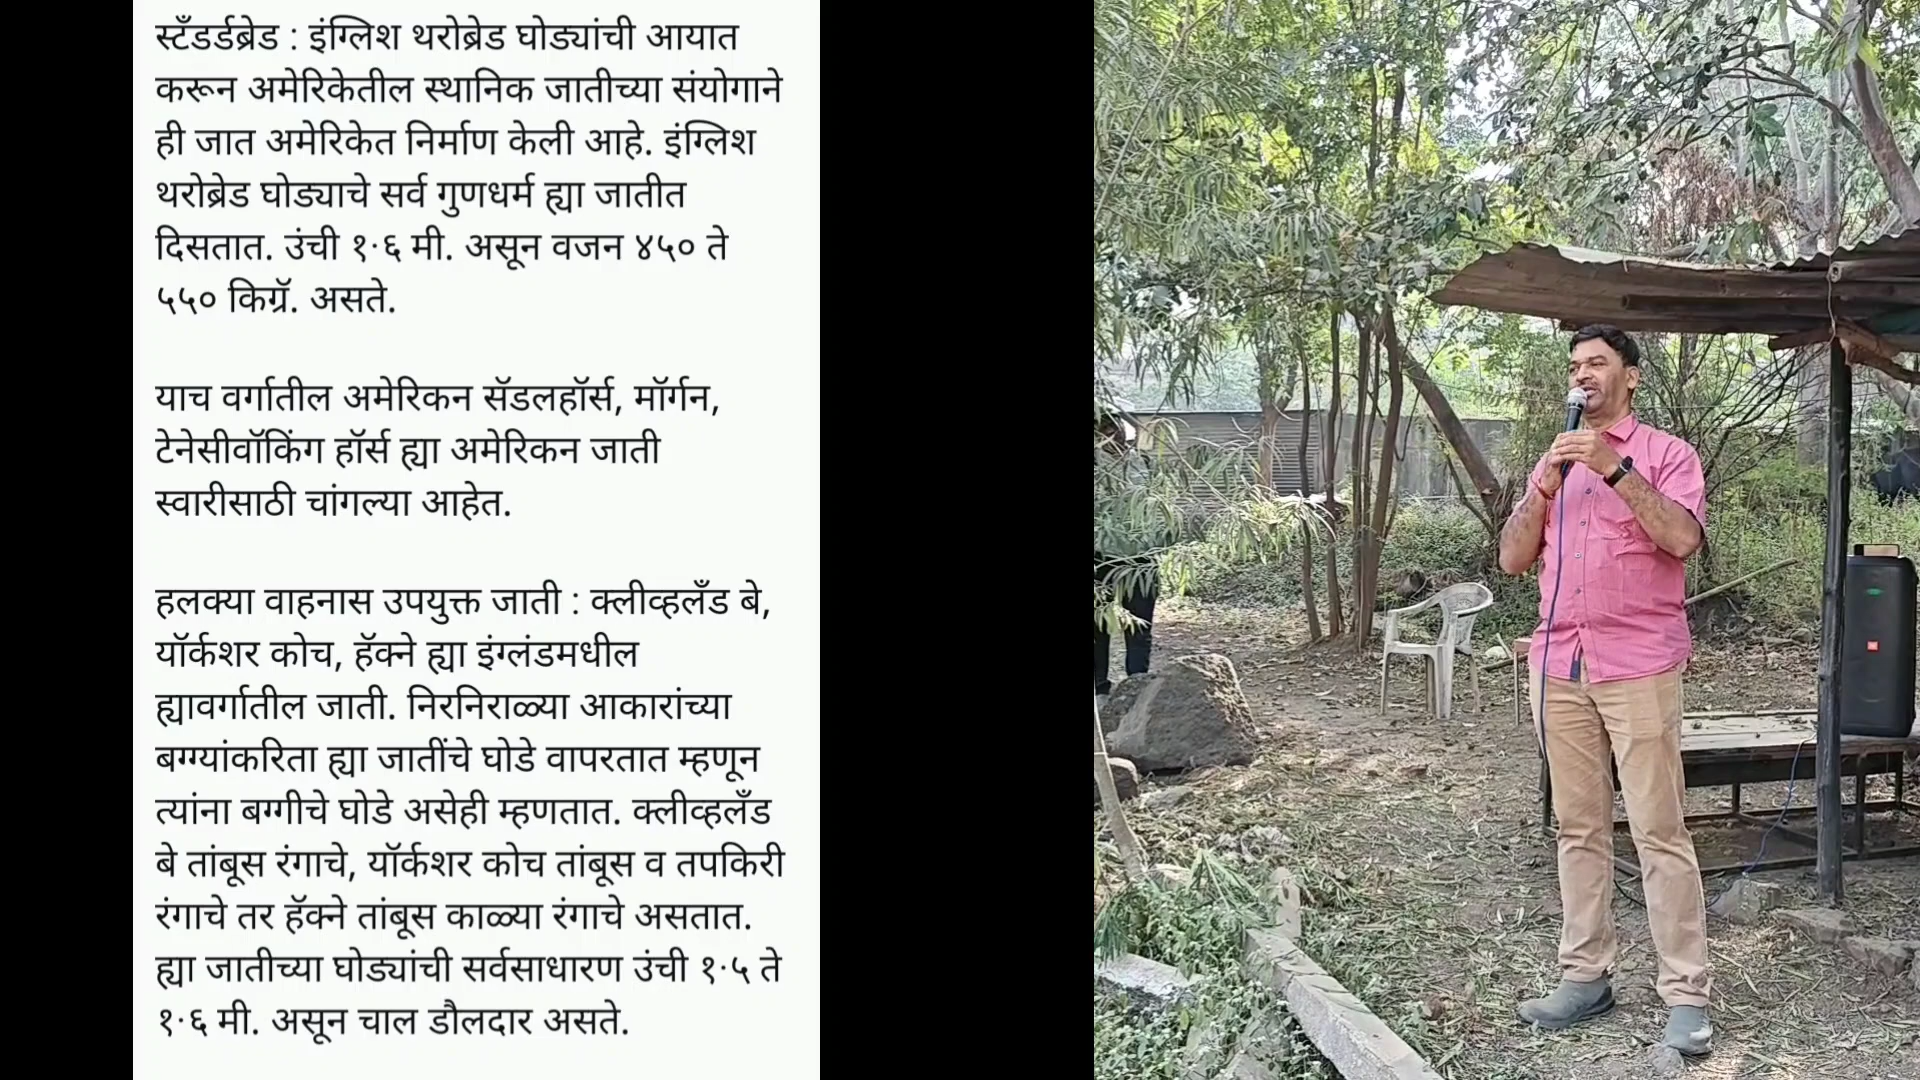 स्टँडर्डब्रेड : इंग्लिश थरोब्रेड घोड्यांची आयात
करून अमेरिकेतील स्थानिक जातीच्या संयोगाने
ही जात अमेरिकेत निर्माण केली आहे. इंग्लिश
थरोब्रेड घोड्याचे सर्व गुणधर्म ह्या जातीत
दिसतात. उंची १·६ मी. असून वजन ४५० ते
५५० किग्रॅ. असते.
याच वर्गातील अमेरिकन सॅडलहॉर्स, मॉर्गन,
टेनेसीवॉकिंग हॉर्स ह्या अमेरिकन जाती
स्वारीसाठी चांगल्या आहेत.
हलक्या वाहनास उपयुक्त जाती : क्लीव्हलँड बे,
यॉर्कशर कोच, हॅक्ने ह्या इंग्लंडमधील
ह्यावर्गातील जाती. निरनिराळ्या आकारांच्या
बग्ग्यांकरिता ह्या जातींचे घोडे वापरतात म्हणून
त्यांना बग्गीचे घोडे असेही म्हणतात. क्लीव्हलँड
बे तांबूस रंगाचे, यॉर्कशर कोच तांबूस व तपकिरी
रंगाचे तर हॅक्ने तांबूस काळ्या रंगाचे असतात.
ह्या जातीच्या घोड्यांची सर्वसाधारण उंची १·५ ते
१·६ मी. असून चाल डौलदार असते.